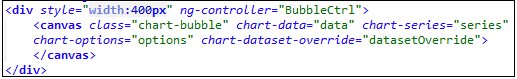 <div style="width:400px" ng-controller="BubbleCtrl">
<canvas class="chart-bubble" chart-data="data" chart-series="series"
chart-options="options" chart-dataset-override="datasetOverride">
</canvas>
</div>